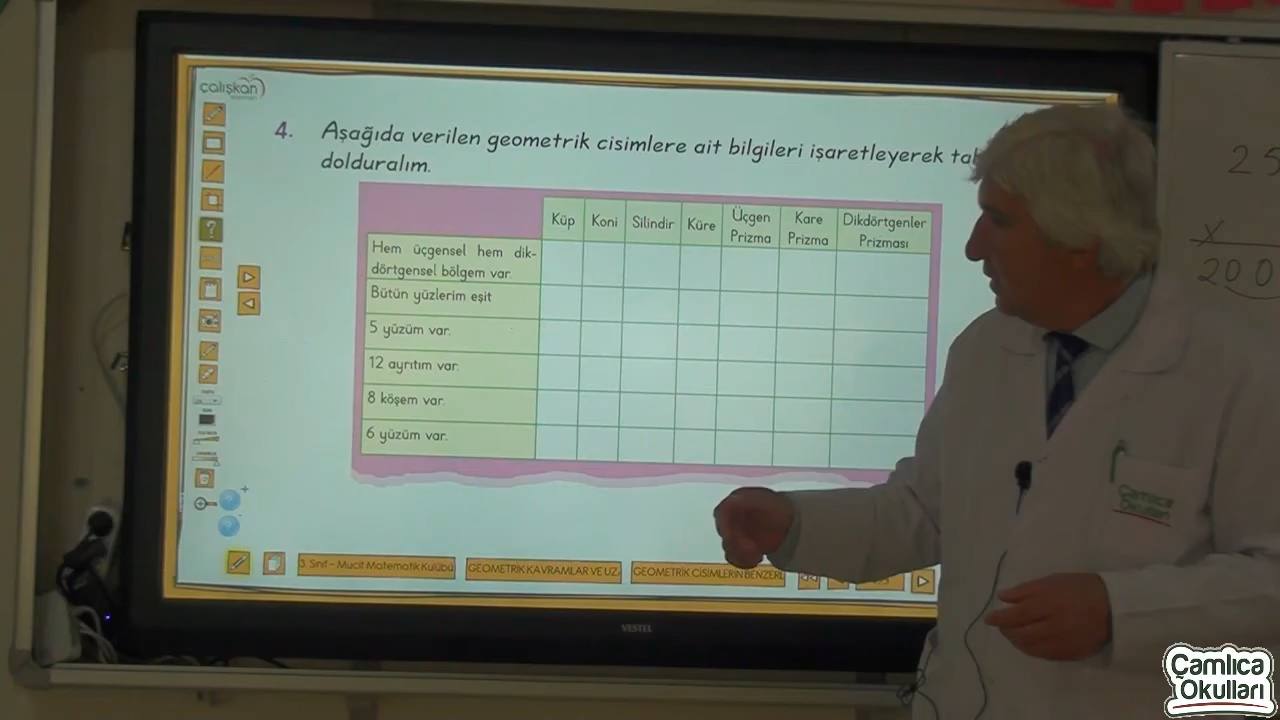 çalışkan
4. Aşağıda verilen geometrik cisimlere ait bilgileri işaretleyerek tab
dolduralım.
Küp Koni Silindir Küre Üçgen Prizma Kare Prizma Dikdörtgenler Prizması
Hem üçgensel hem dik-
dörtgensel bölgem var.
Bütün yüzlerim eşit
5 yüzüm var.
12 ayrıtım var.
8 köşem var.
6 yüzüm var.
3. Sınıf - Mucit Matematik Kulübü GEOMETRİK KAVRAMLAR VE UZ GEOMETRİK CİSİMLERİN BENZERL
VESTEL
25
x
200
Çamlıca
Okulları
Çamlıca
Okulları